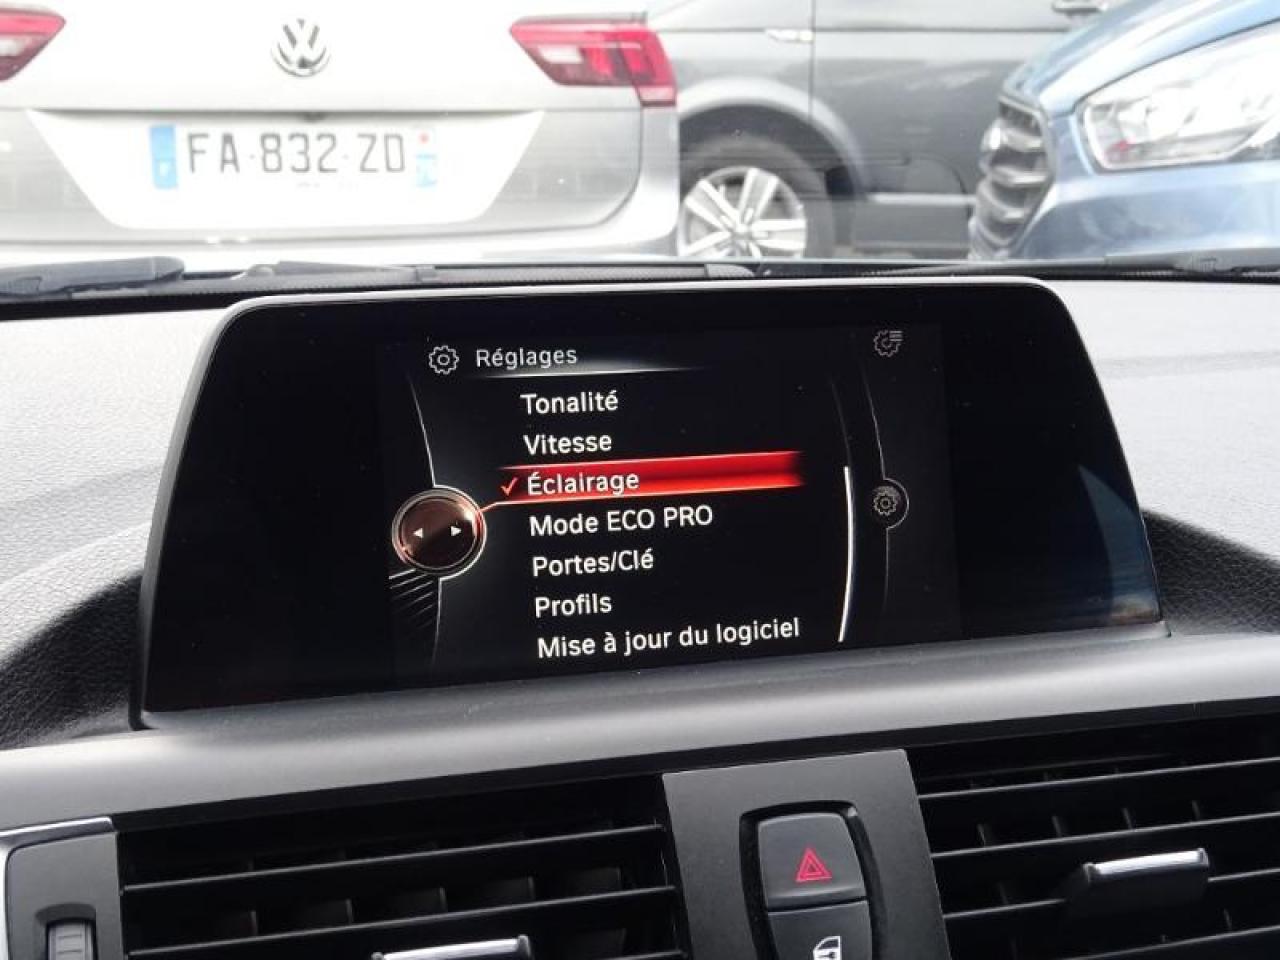 FA-832-ZD
F
Réglages
Tonalité
Vitesse
✓ Éclairage
Mode ECO PRO
Portes/Clé
Profils
Mise à jour du logiciel